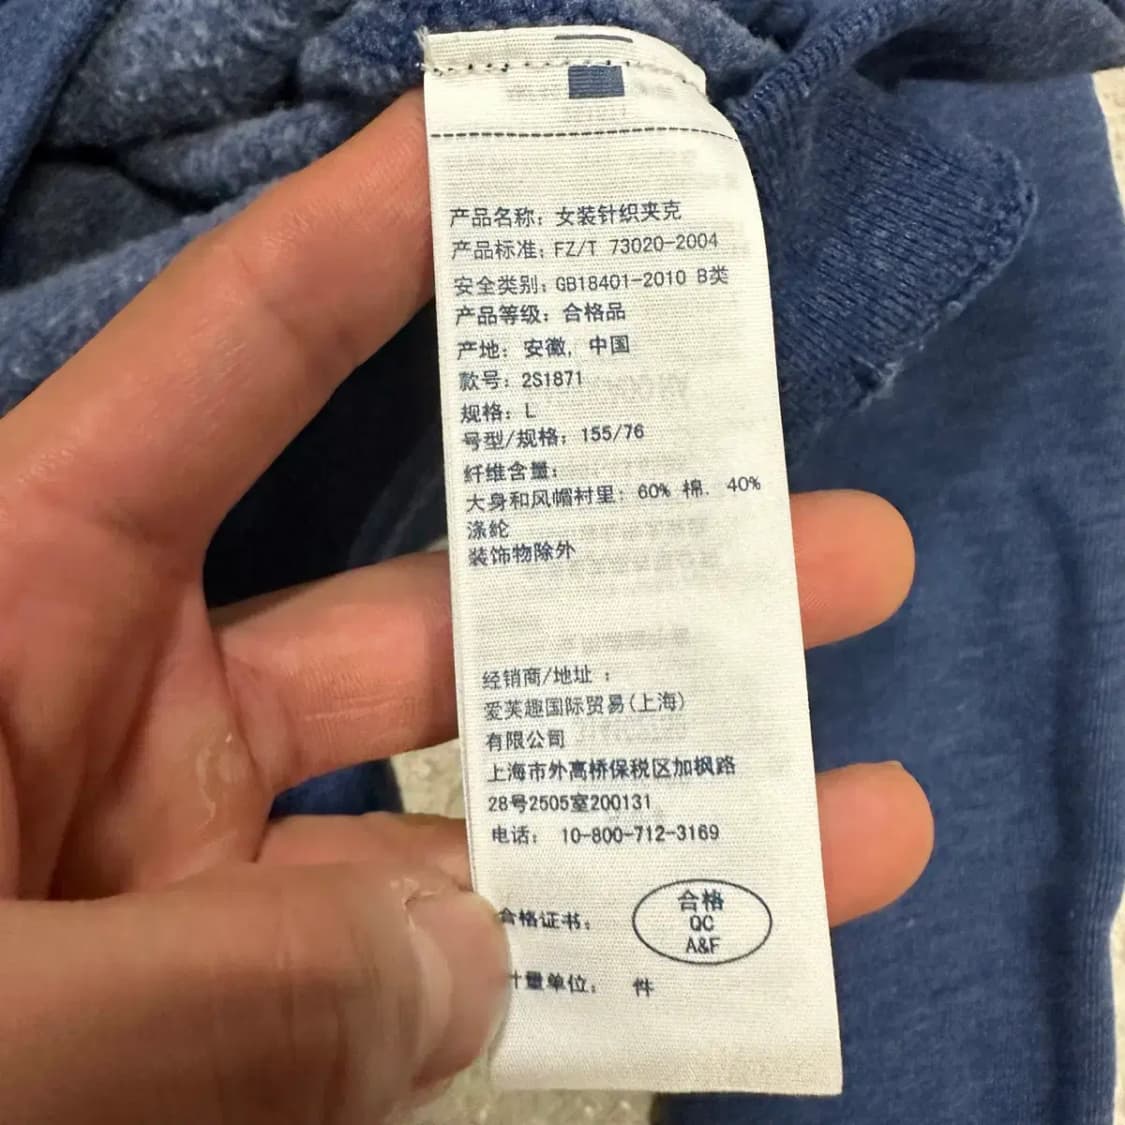 产品名称: 女装针织夹克
产品标准: FZ/T 73020-2004
安全类别: GB18401-2010 B类
产品等级: 合格品
产地: 安徽, 中国
款号: 2S1871
规格: L
号型/规格: 155/76
纤维含量:
大身和风帽衬里: 60% 棉. 40%
涤纶
装饰物除外
经销商/地址 :
爱芙趣国际贸易(上海)
有限公司
上海市外高桥保税区加枫路
28号2505室200131
电话: 10-800-712-3169
合格证书:
合格
QC
A&F
计量单位: 件